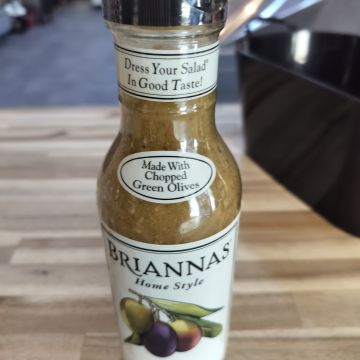 Dress Your Salad®
In Good Taste!
Made With
Chopped
Green Olives
BRIANNAS®
Home Style